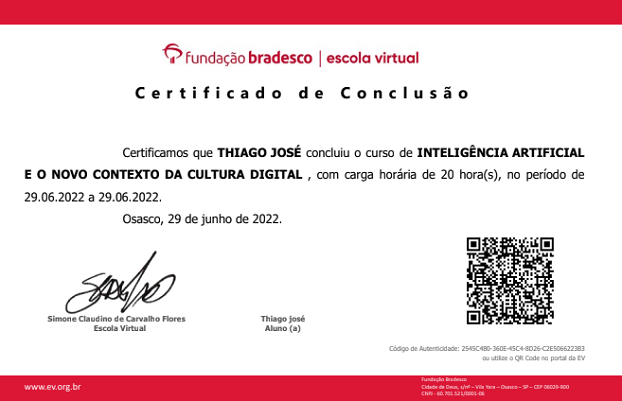 fundação bradesco | escola virtual
Certificado de Conclusão
Certificamos que THIAGO JOSÉ concluiu o curso de INTELIGÊNCIA ARTIFICIAL
E O NOVO CONTEXTO DA CULTURA DIGITAL , com carga horária de 20 hora(s), no período de
29.06.2022 a 29.06.2022.
Osasco, 29 de junho de 2022.
Simone Claudino de Carvalho Flores
Escola Virtual
Thiago josé
Aluno (a)
Código de Autenticidade: 2545C4B0-360E-45C4-8D26-C2E506622383
ou utilize o QR Code no portal da EV
www.ev.org.br
Fundação Bradesco
Cidade de Deus, s/nº – Vila Yara – Osasco – SP – CEP 06029-900
CNPJ - 60.701.521/0001-06